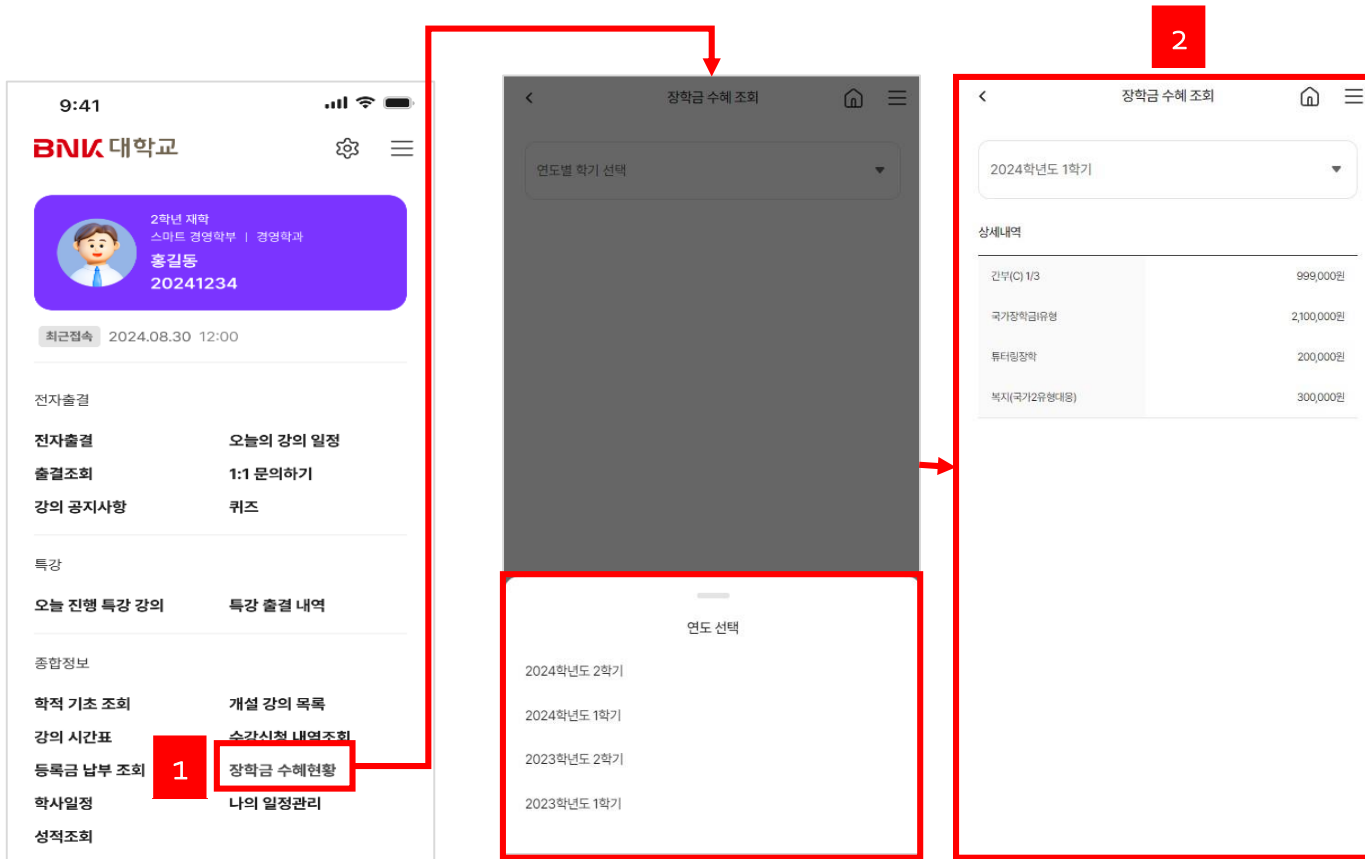 2
9:41
BNK 대학교
2학년 재학
스마트 경영학부 | 경영학과
홍길동
20241234
최근접속 2024.08.30 12:00
전자출결
전자출결 오늘의 강의 일정
출결조회 1:1 문의하기
강의 공지사항 퀴즈
특강
오늘 진행 특강 강의 특강 출결 내역
종합정보
학적 기초 조회 개설 강의 목록
강의 시간표 수강신청 내역조회
등록금 납부 조회 1 장학금 수혜현황
학사일정 나의 일정관리
성적조회
장학금 수혜 조회
연도별 학기 선택
연도 선택
2024학년도 2학기
2024학년도 1학기
2023학년도 2학기
2023학년도 1학기
장학금 수혜 조회
2024학년도 1학기
상세내역
간부(C) 1/3 999,000원
국가장학금I유형 2,100,000원
튜터링장학 200,000원
복지(국가2유형대응) 300,000원